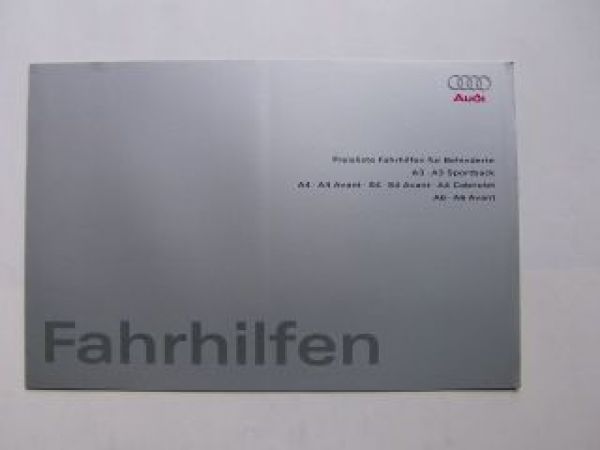 Audi
Preisliste Fahrhilfen für Behinderte
A3 · A3 Sportback
A4 · A4 Avant · S4 · S4 Avant · A4 Cabriolet
A6 · A6 Avant
Fahrhilfen